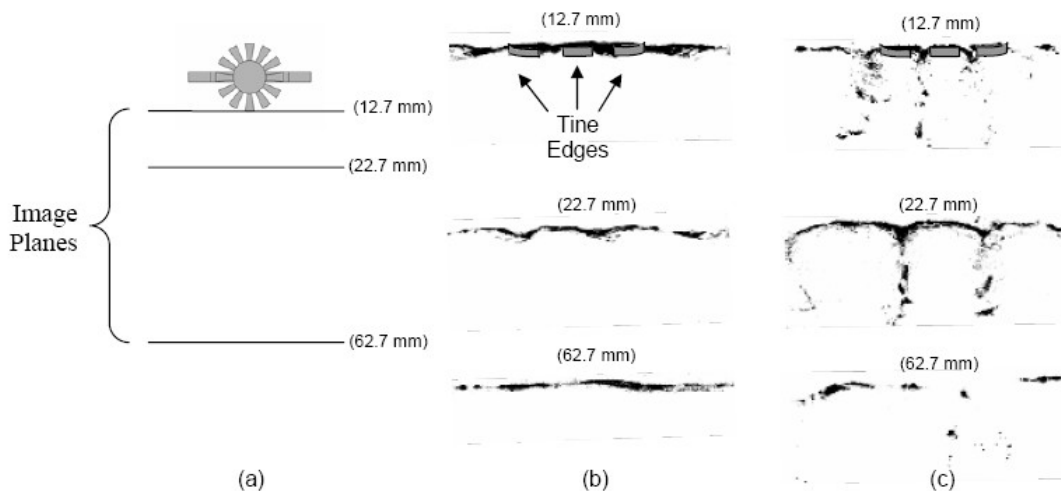 (12.7 mm)
(22.7 mm)
Image
Planes
(62.7 mm)
(a)
(12.7 mm)
Tine
Edges
(22.7 mm)
(62.7 mm)
(b)
(12.7 mm)
(22.7 mm)
(62.7 mm)
(c)